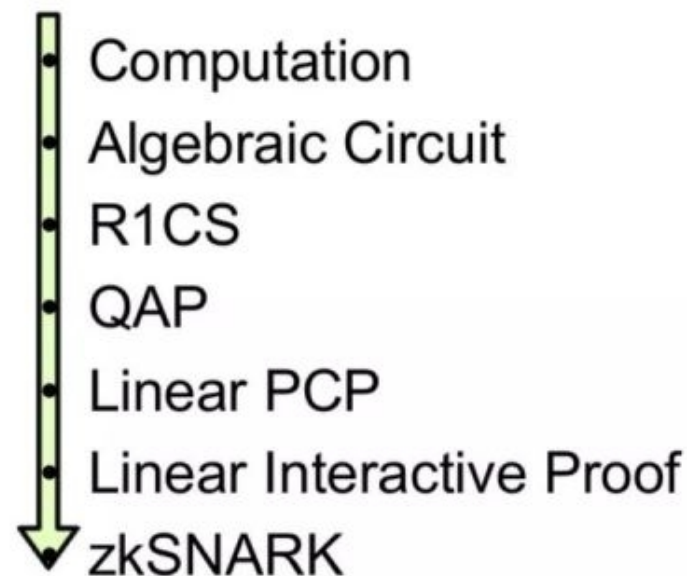 Computation
Algebraic Circuit
R1CS
QAP
Linear PCP
Linear Interactive Proof
zkSNARK